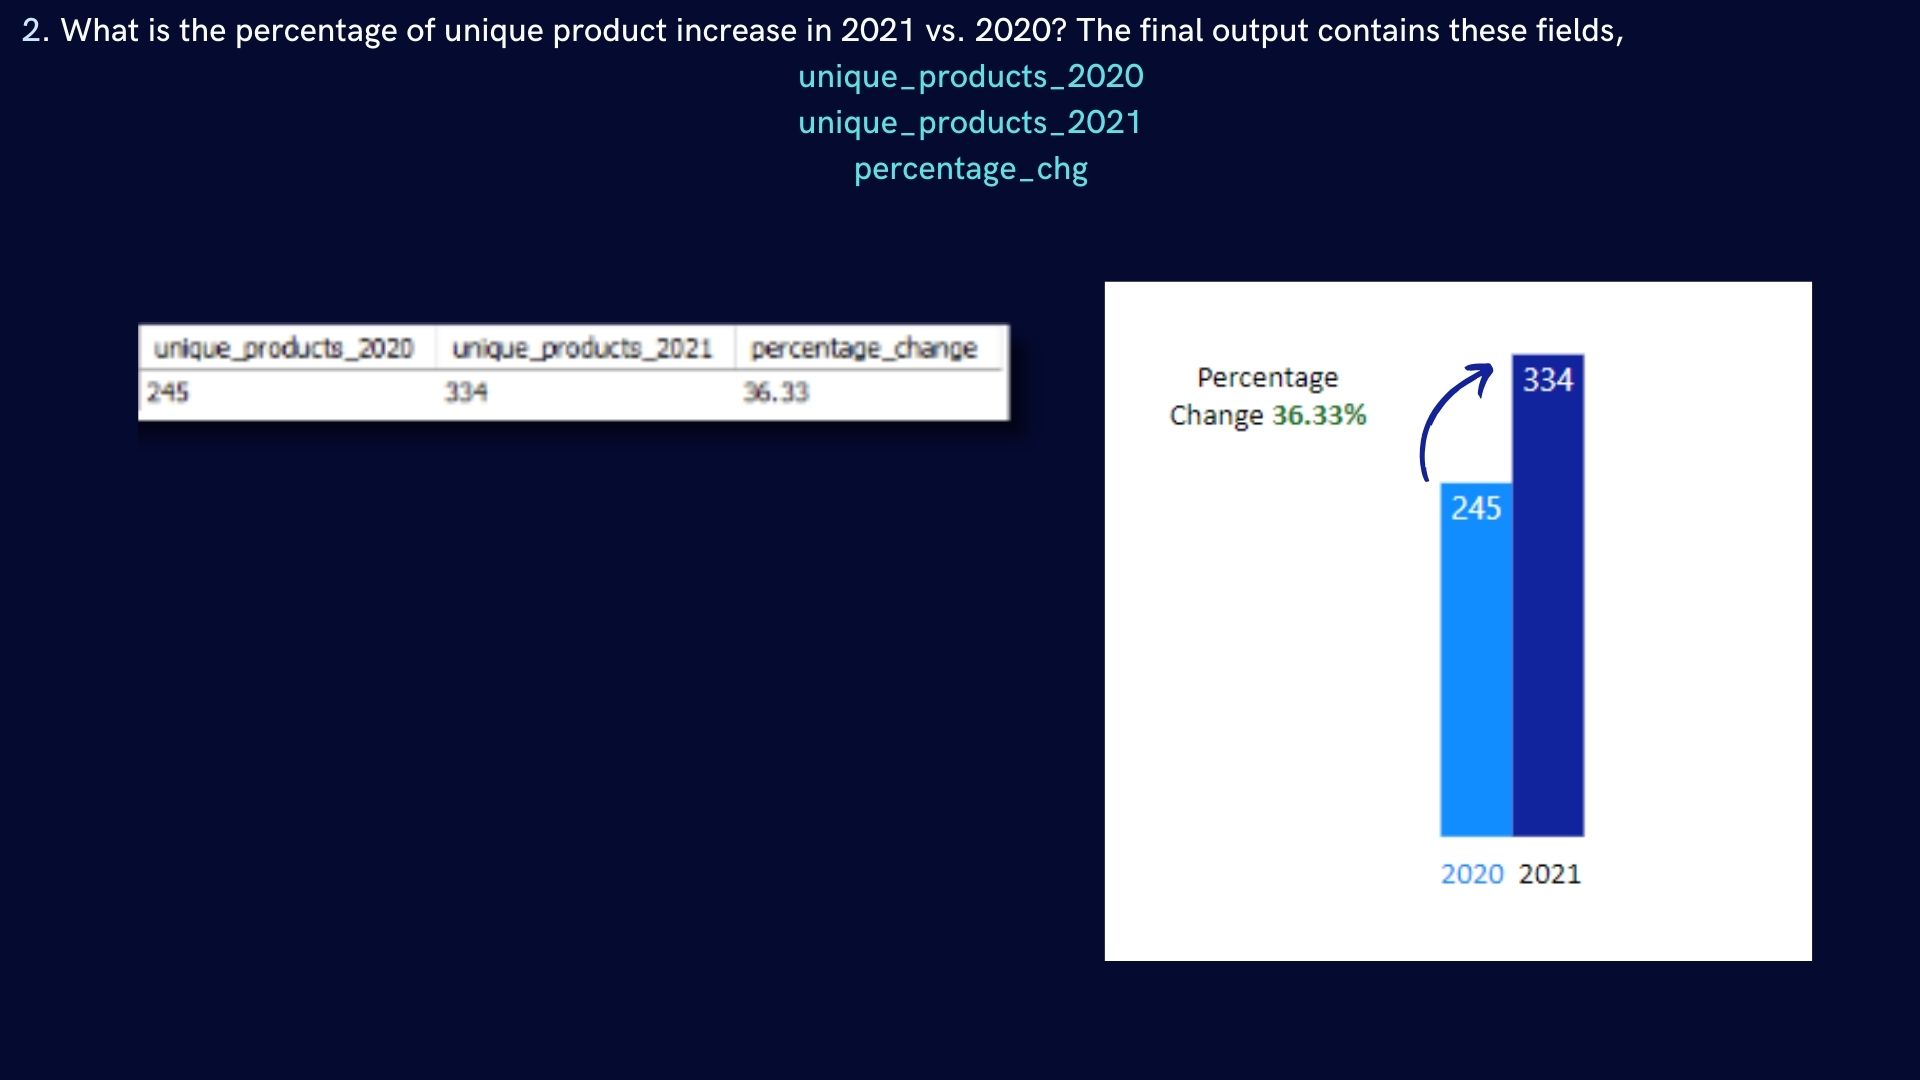 2. What is the percentage of unique product increase in 2021 vs. 2020? The final output contains these fields,
unique_products_2020
unique_products_2021
percentage_chg
unique_products_2020 unique_products_2021 percentage_change
245 334 36.33
Percentage
Change 36.33%
334
245
2020 2021